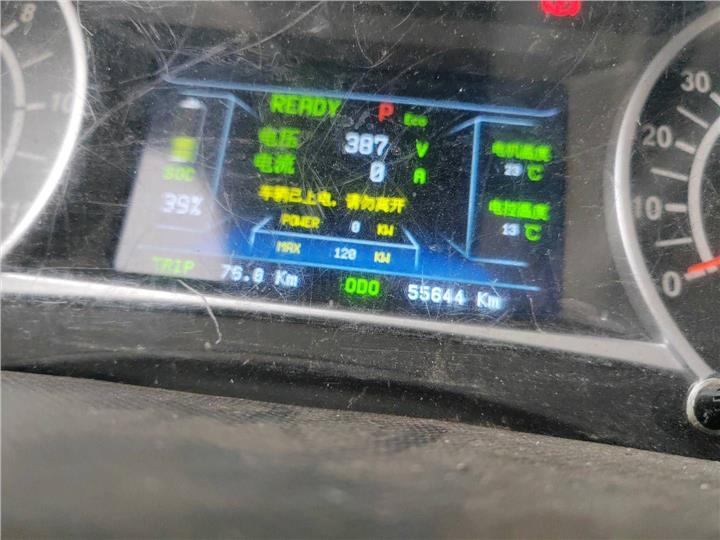 8
10
READY P Eco
电压 387 V
电流 0 A
车辆已上电，请勿离开
POWER 0 KW
MAX 120 KW
SOC
39%
电机温度
23 ℃
电控温度
13 ℃
TRIP 76.0 Km ODO 55644 Km
30
20
10
0